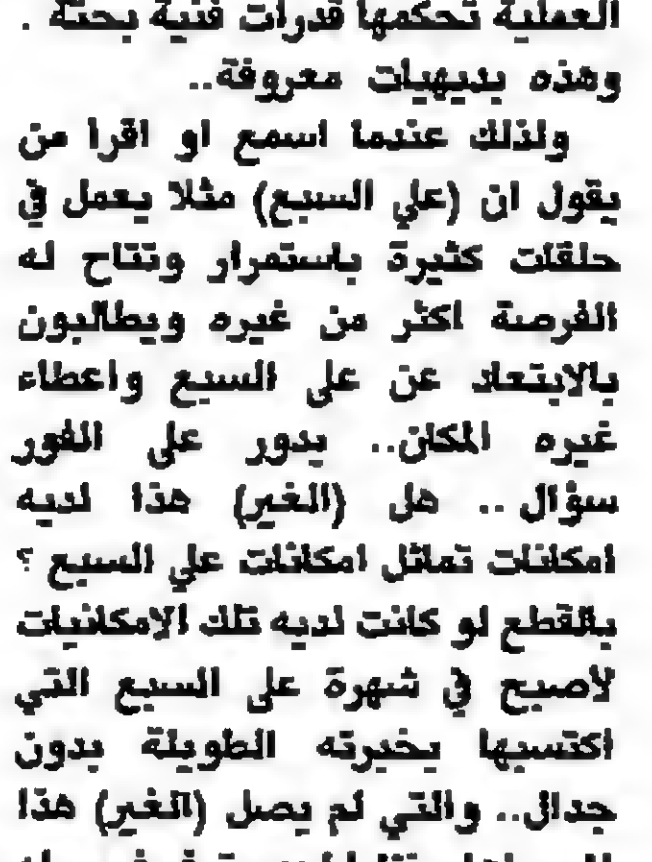 العملية تحكمها قدرات فنية بحتة .
وهذه بديهيات معروفة..
ولذلك عندما اسمع او اقرا من
يقول ان (علي السبع) مثلا يعمل في
حلقات كثيرة باستمرار وتتاح له
الفرصة اكثر من غيره ويطالبون
بالابتعاد عن علي السبع واعطاء
غيره المكان.. يدور على الفور
سؤال .. هل (الغير) هذا لديه
امكانات تماثل امكانات علي السبع ؟
بالقطع لو كانت لديه تلك الامكانيات
لاصبح في شهرة علي السبع التي
اكتسبها بخبرته الطويلة بدون
جدال.. والتي لم يصل (الغير) هذا